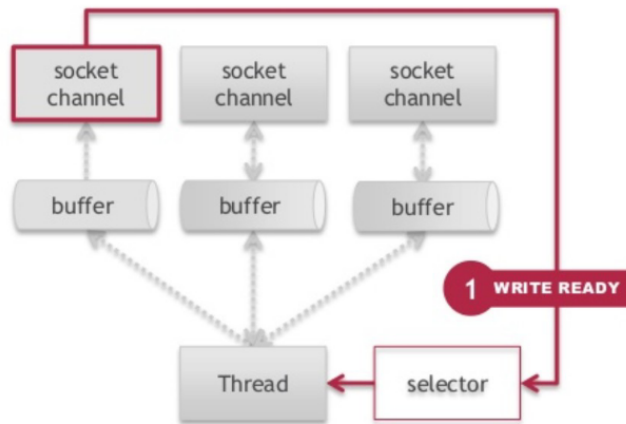 socket
channel
socket
channel
socket
channel
buffer
buffer
buffer
1 WRITE READY
Thread
selector